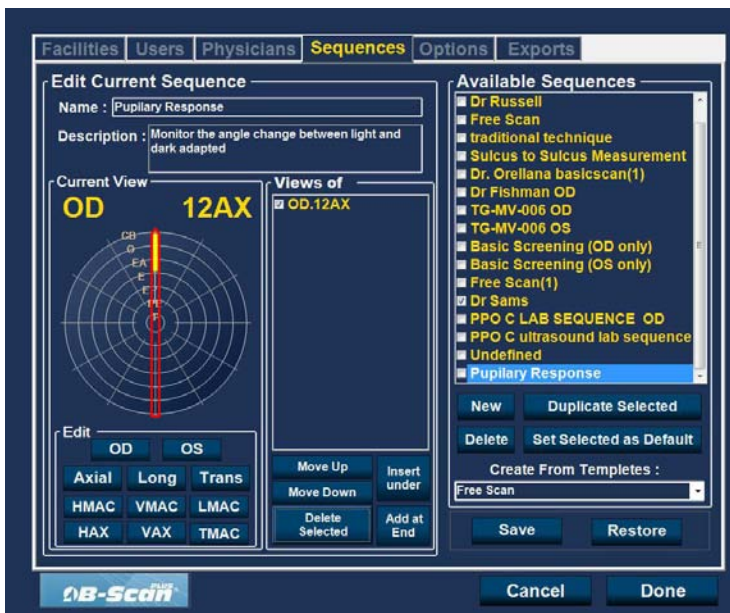 Facilities Users Physicians Sequences Options Exports
Edit Current Sequence
Name : Pupilary Response
Description : Monitor the angle change between light and
dark adapted
Current View
OD 12AX
CB
O
EA
E
E
PE
P
Edit
OD OS
Axial Long Trans
HMAC VMAC LMAC
HAX VAX TMAC
Views of
OD.12AX
Move Up
Move Down
Delete
Selected
Insert
under
Add at
End
Available Sequences
Dr Russell
Free Scan
traditional technique
Sulcus to Sulcus Measurement
Dr. Orellana basicscan(1)
Dr Fishman OD
TG-MV-006 OD
TG-MV-006 OS
Basic Screening (OD only)
Basic Screening (OS only)
Free Scan(1)
Dr Sams
PPO C LAB SEQUENCE OD
PPO C ultrasound lab sequence
Undefined
Pupilary Response
New Duplicate Selected
Delete Set Selected as Default
Create From Templetes :
Free Scan
Save Restore
B-Scan PLUS
Cancel Done